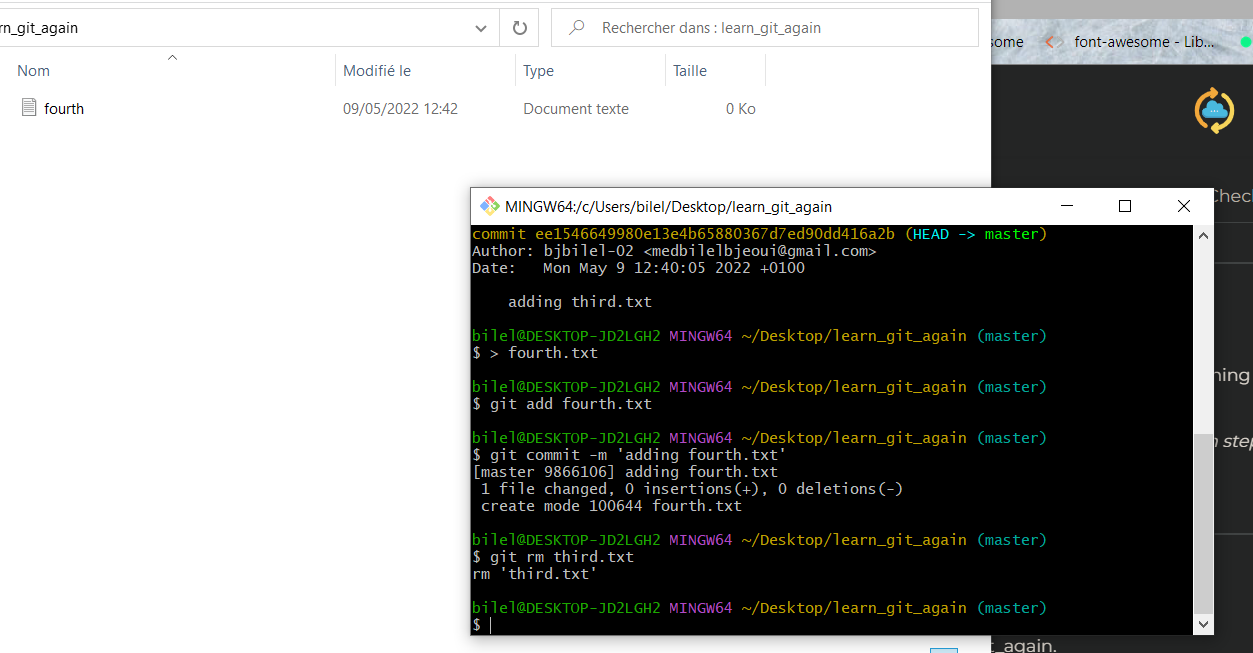 rn_git_again
Rechercher dans : learn_git_again
Nom Modifié le Type Taille
fourth 09/05/2022 12:42 Document texte 0 Ko
some font-awesome - Lib...
Check
MINGW64:/c/Users/bilel/Desktop/learn_git_again
commit ee1546649980e13e4b65880367d7ed90dd416a2b (HEAD -> master)
Author: bjbilel-02 <medbilelbjeoui@gmail.com>
Date:   Mon May 9 12:40:05 2022 +0100
adding third.txt
bilel@DESKTOP-JD2LGH2 MINGW64 ~/Desktop/learn_git_again (master)
$ > fourth.txt
bilel@DESKTOP-JD2LGH2 MINGW64 ~/Desktop/learn_git_again (master)
$ git add fourth.txt
bilel@DESKTOP-JD2LGH2 MINGW64 ~/Desktop/learn_git_again (master)
$ git commit -m 'adding fourth.txt'
[master 9866106] adding fourth.txt
1 file changed, 0 insertions(+), 0 deletions(-)
create mode 100644 fourth.txt
bilel@DESKTOP-JD2LGH2 MINGW64 ~/Desktop/learn_git_again (master)
$ git rm third.txt
rm 'third.txt'
bilel@DESKTOP-JD2LGH2 MINGW64 ~/Desktop/learn_git_again (master)
$
ning
step
t_again.